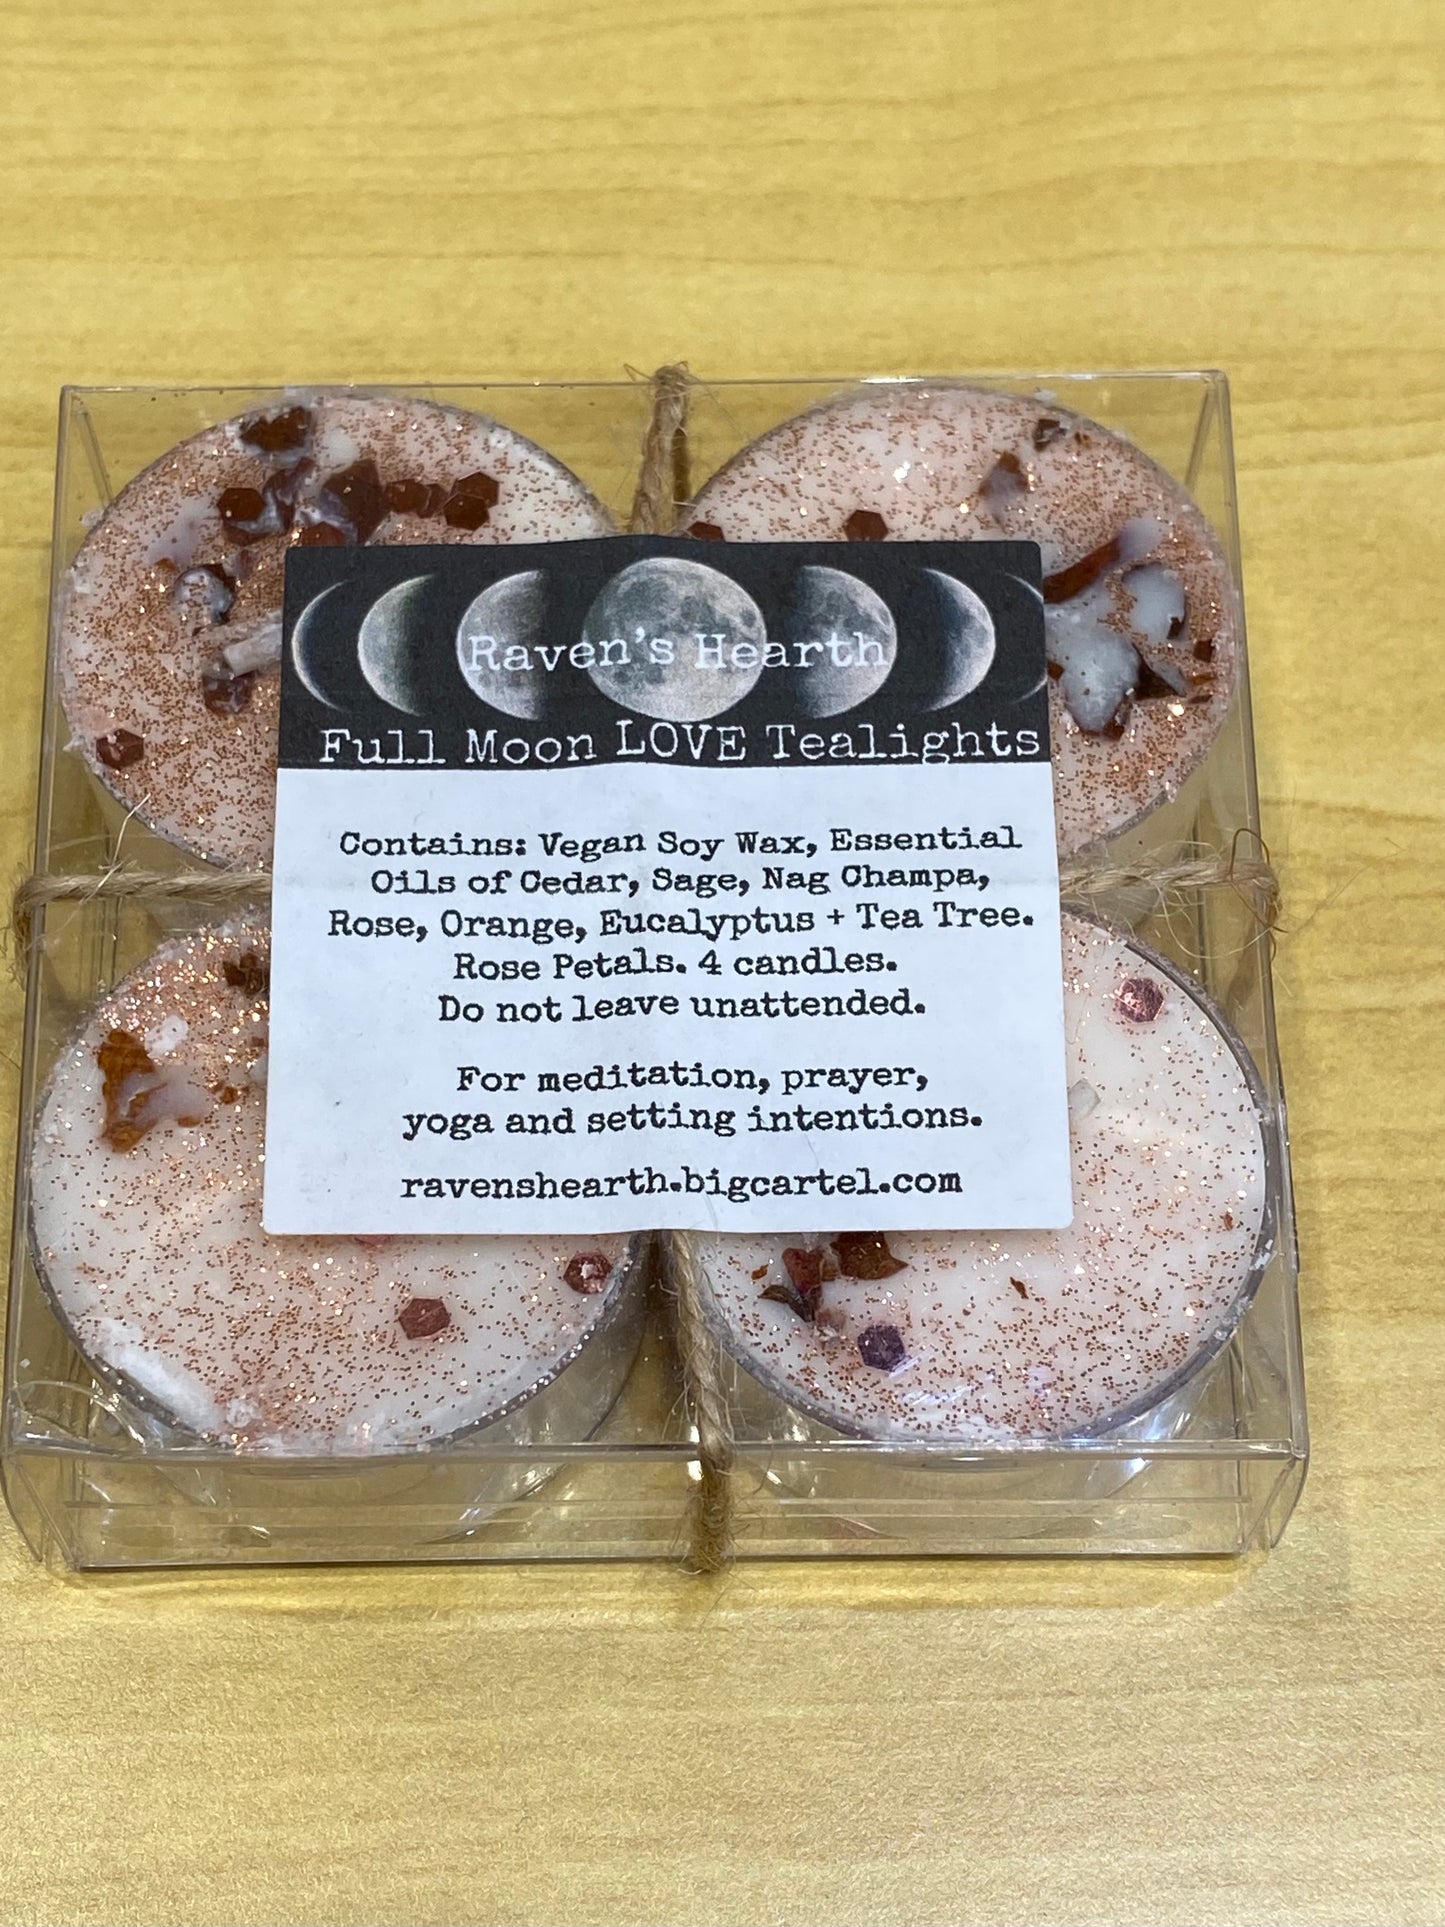 Raven's Hearth
Full Moon LOVE Tealights
Contains: Vegan Soy Wax, Essential
Oils of Cedar, Sage, Nag Champa,
Rose, Orange, Eucalyptus + Tea Tree.
Rose Petals. 4 candles.
Do not leave unattended.
For meditation, prayer,
yoga and setting intentions.
ravenshearth.bigcartel.com